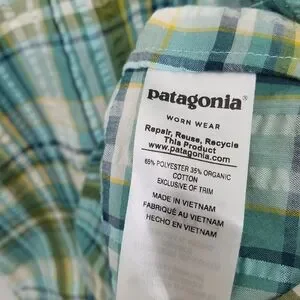 patagonia®
WORN WEAR
Repair, Reuse, Recycle
This Product
www.patagonia.com
65% POLYESTER 35% ORGANIC
COTTON
EXCLUSIVE OF TRIM
MADE IN VIETNAM
FABRIQUÉ AU VIETNAM
HECHO EN VIETNAM